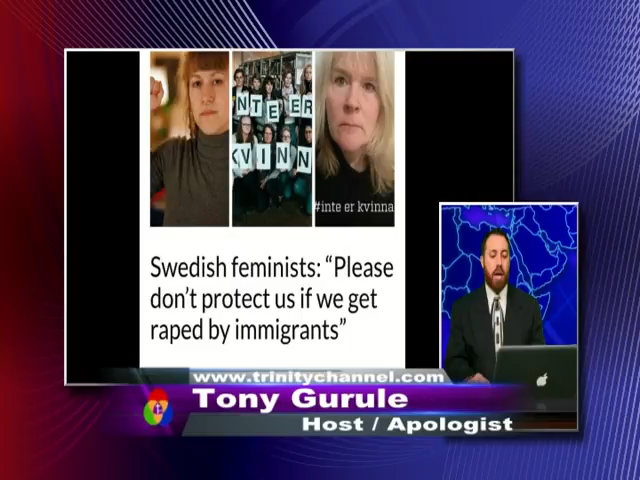 INTE ER
KVINN
#inte er kvinna
Swedish feminists: “Please
don’t protect us if we get
raped by immigrants”
www.trinitychannel.com
Tony Gurule
Host / Apologist